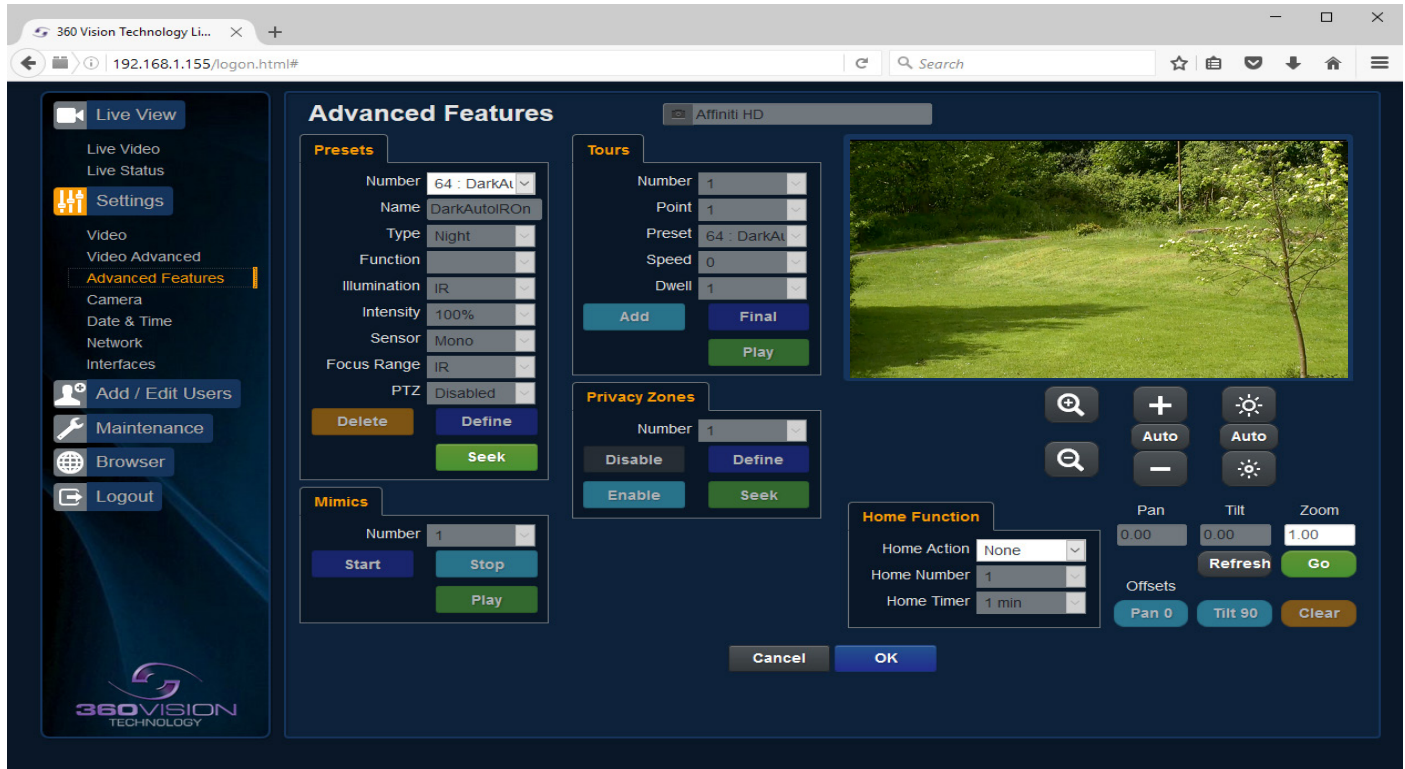 360 Vision Technology Li...
192.168.1.155/logon.html#
Search
Live View
Live Video
Live Status
Settings
Video
Video Advanced
Advanced Features
Camera
Date & Time
Network
Interfaces
Add / Edit Users
Maintenance
Browser
Logout
360VISION
TECHNOLOGY
Advanced Features
Affiniti HD
Presets
Number 64 : DarkAu
Name DarkAutoIROn
Type Night
Function
Illumination IR
Intensity 100%
Sensor Mono
Focus Range IR
PTZ Disabled
Delete Define
Seek
Mimics
Number 1
Start Stop
Play
Tours
Number 1
Point 1
Preset 64 : DarkAu
Speed 0
Dwell 1
Add Final
Play
Privacy Zones
Number 1
Disable Define
Enable Seek
Auto Auto
Home Function
Home Action None
Home Number 1
Home Timer 1 min
Pan Tilt Zoom
0.00 0.00 1.00
Refresh Go
Offsets
Pan 0 Tilt 90 Clear
Cancel OK